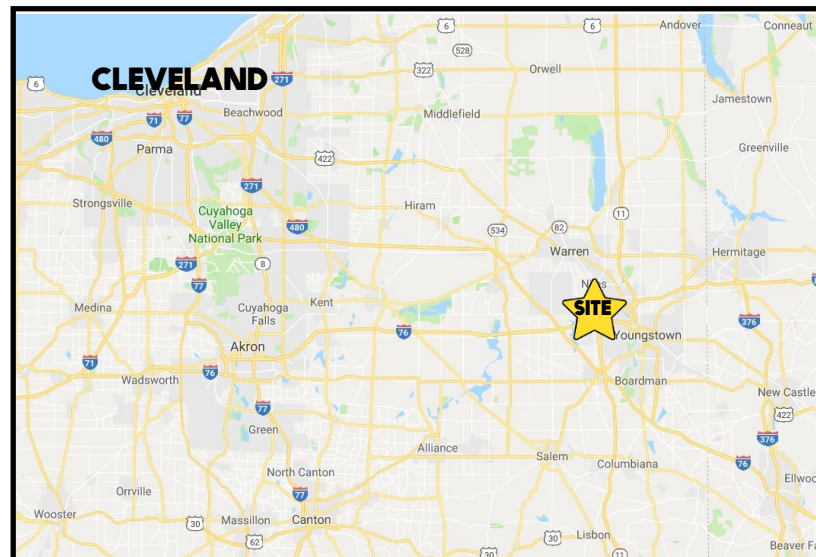 6
6
Andover
Conneaut
528
322
Orwell
CLEVELAND
Cleveland
271
6
Jamestown
Beachwood
Middlefield
71
77
480
Parma
Greenville
422
271
Strongsville
Cuyahoga
Valley
National Park
Hiram
11
480
534
82
Warren
Hermitage
271
8
77
Niles
Medina
Cuyahoga
Falls
Kent
SITE
376
76
Youngstown
Akron
71
76
Wadsworth
Boardman
New Castle
77
422
Green
376
Alliance
Salem
Columbiana
76
North Canton
Ellwo
Orrville
77
Wooster
Massillon
Canton
30
62
30
30
Lisbon
11
Beaver Fa